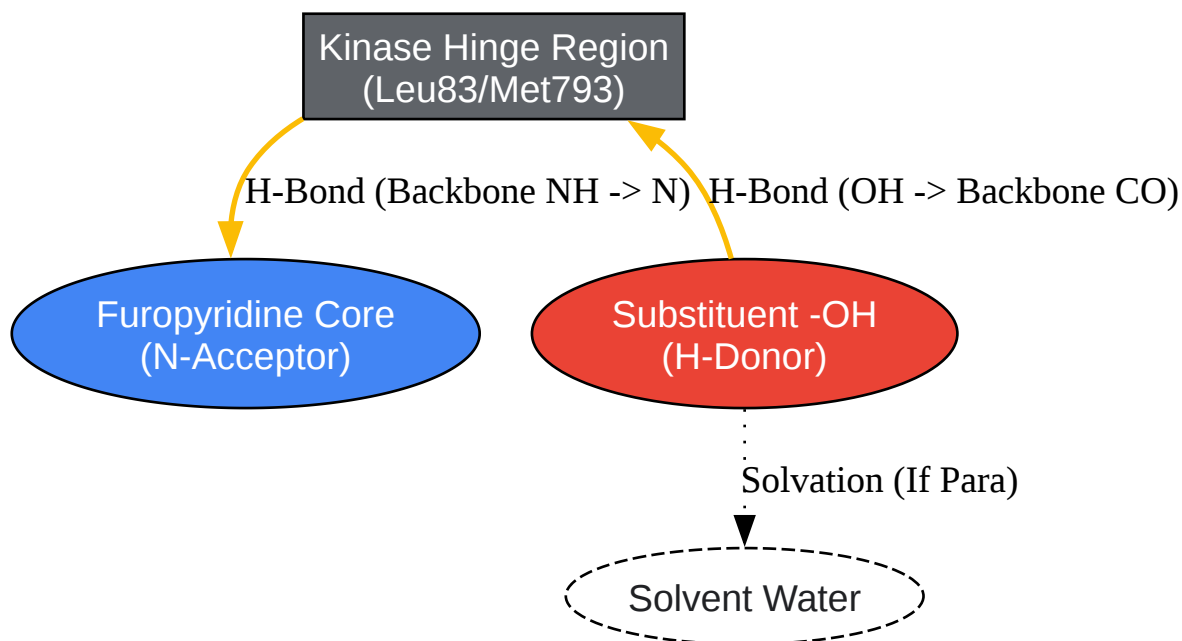 Kinase Hinge Region
(Leu83/Met793)
H-Bond (Backbone NH -> N)
H-Bond (OH -> Backbone CO)
Furopyridine Core
(N-Acceptor)
Substituent -OH
(H-Donor)
Solvation (If Para)
Solvent Water